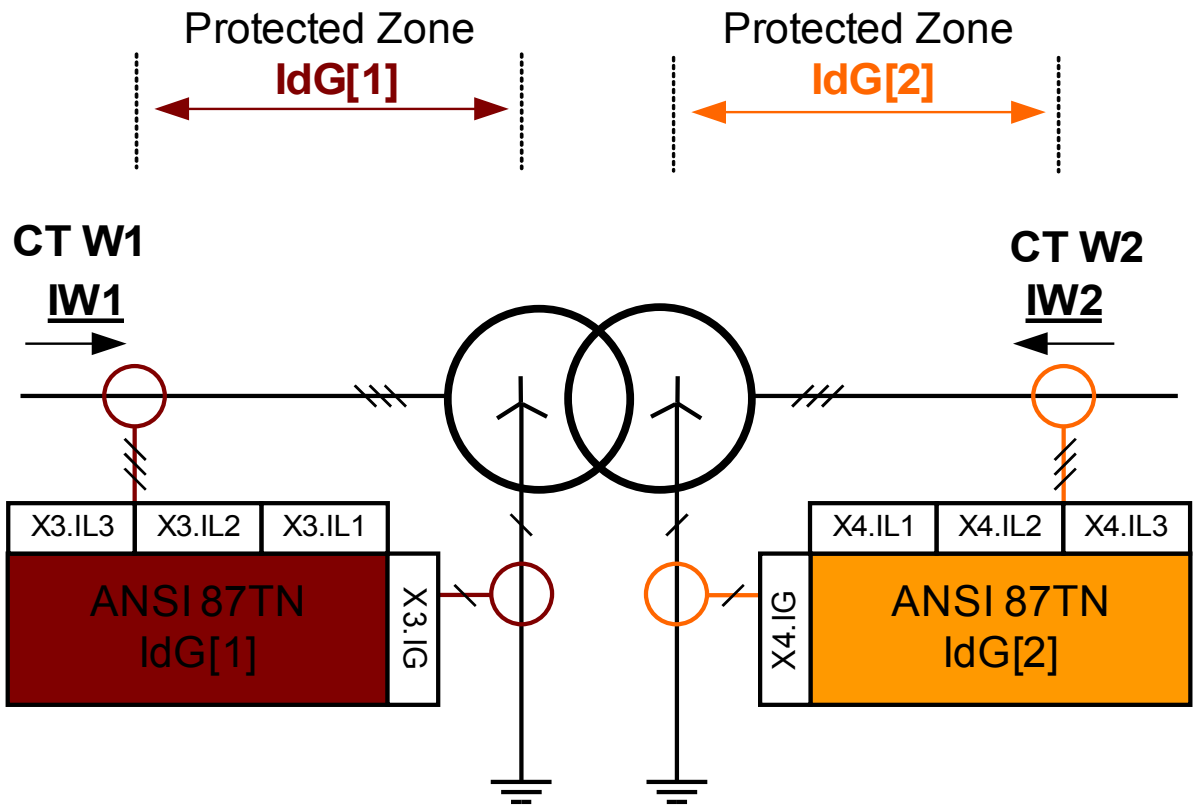 Protected Zone
IdG[1]
Protected Zone
IdG[2]
CT W1
IW1
CT W2
IW2
X3.IL3
X3.IL2
X3.IL1
X4.IL1
X4.IL2
X4.IL3
ANSI 87TN
IdG[1]
X3.IG
X4.IG
ANSI 87TN
IdG[2]